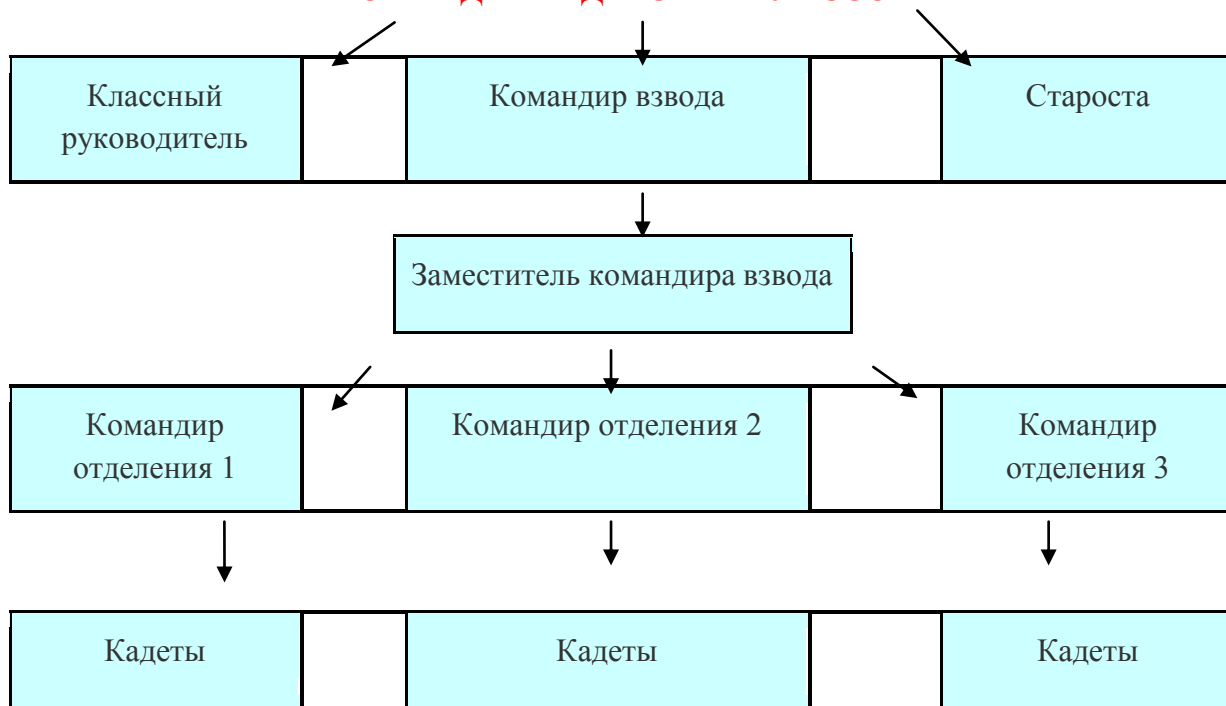 Классный
руководитель
Командир взвода
Староста
Заместитель командира взвода
Командир
отделения 1
Командир отделения 2
Командир
отделения 3
Кадеты
Кадеты
Кадеты